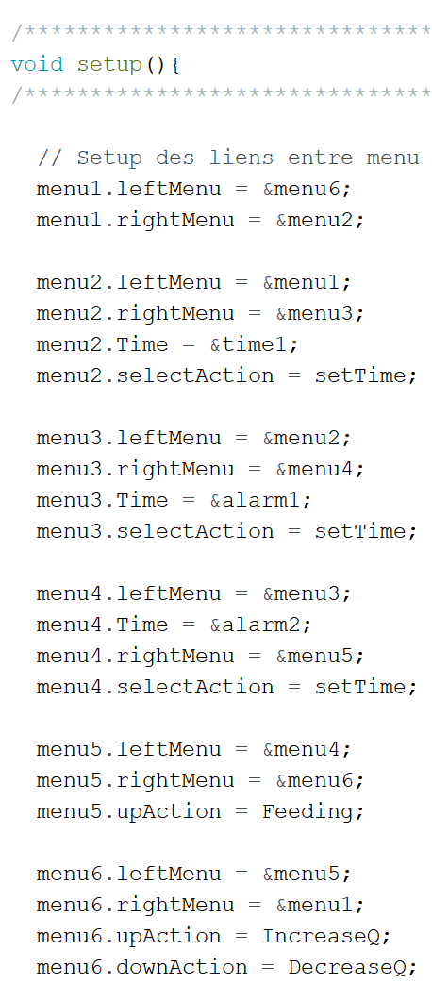 /*******************************
void setup(){
/*******************************
// Setup des liens entre menu
menu1.leftMenu = &menu6;
menu1.rightMenu = &menu2;
menu2.leftMenu = &menu1;
menu2.rightMenu = &menu3;
menu2.Time = &time1;
menu2.selectAction = setTime;
menu3.leftMenu = &menu2;
menu3.rightMenu = &menu4;
menu3.Time = &alarm1;
menu3.selectAction = setTime;
menu4.leftMenu = &menu3;
menu4.Time = &alarm2;
menu4.rightMenu = &menu5;
menu4.selectAction = setTime;
menu5.leftMenu = &menu4;
menu5.rightMenu = &menu6;
menu5.upAction = Feeding;
menu6.leftMenu = &menu5;
menu6.rightMenu = &menu1;
menu6.upAction = IncreaseQ;
menu6.downAction = DecreaseQ;